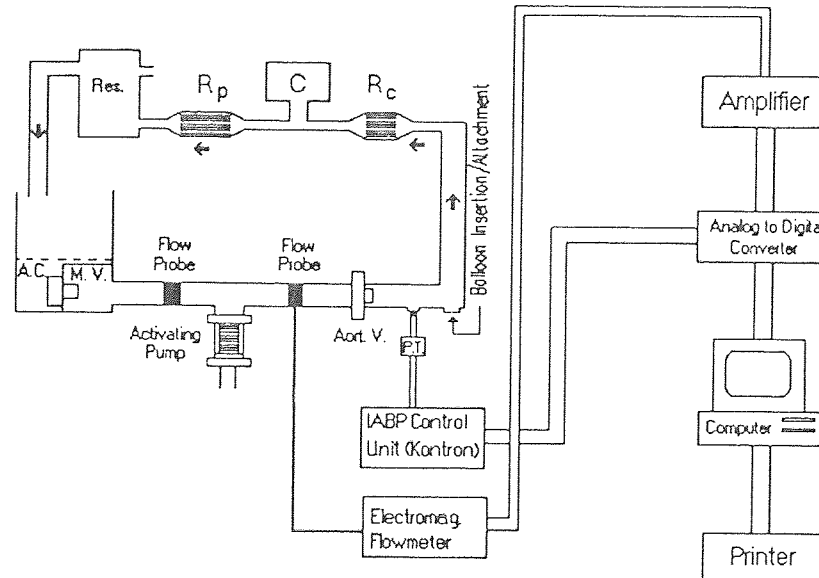 Res.
Rp
C
Rc
Amplifier
Balloon Insertion/Attachment
Analog to Digital
Converter
Flow
Probe
Flow
Probe
A.C.
M.V.
Activating
Pump
Aort. V.
P.T.
IABP Control
Unit (Kontron)
Computer
Electromag.
Flowmeter
Printer